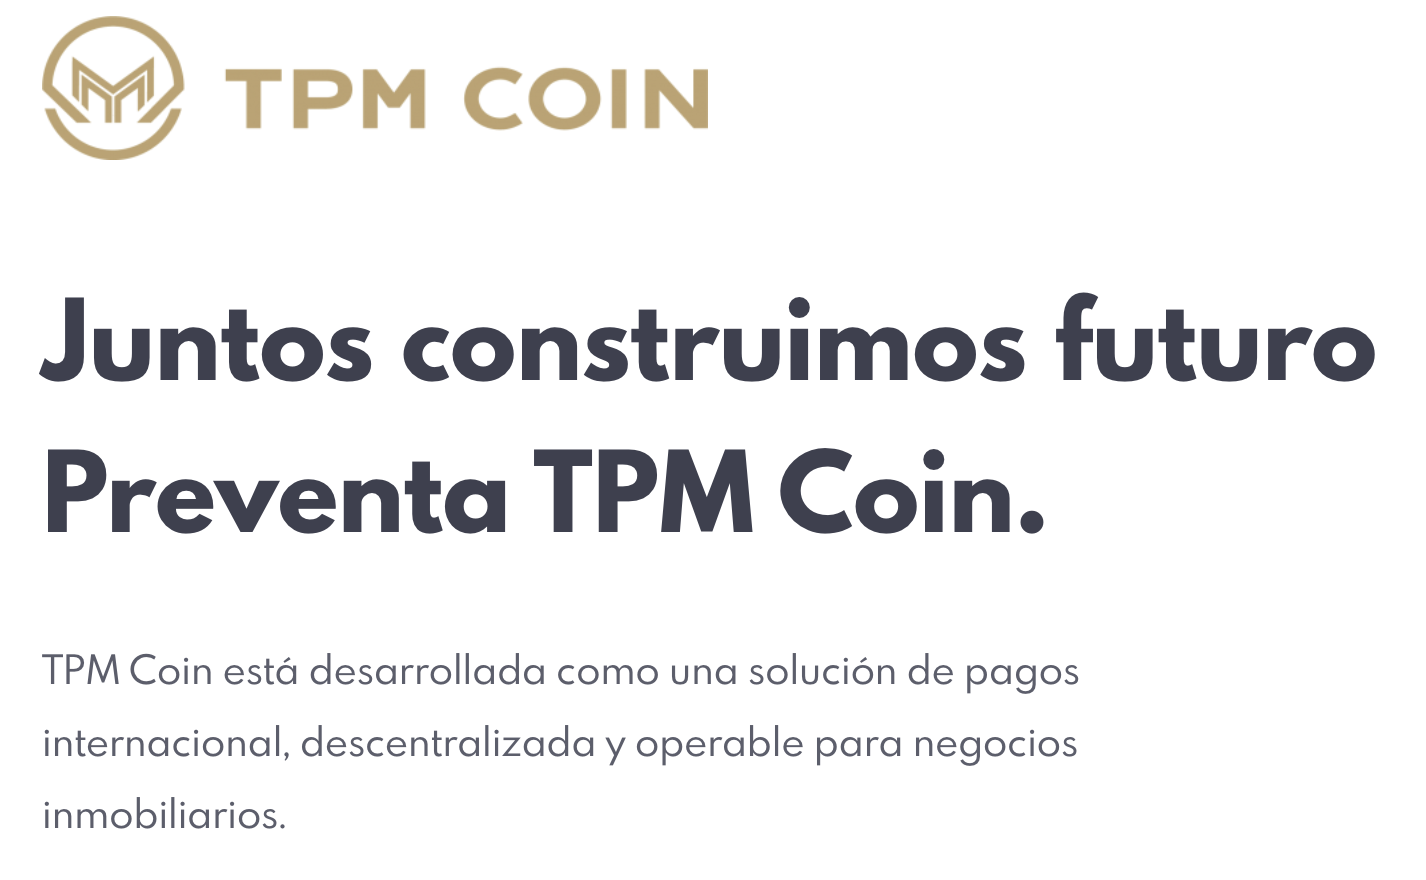 TPM COIN
Juntos construimos futuro
Preventa TPM Coin.
TPM Coin está desarrollada como una solución de pagos
internacional, descentralizada y operable para negocios
inmobiliarios.